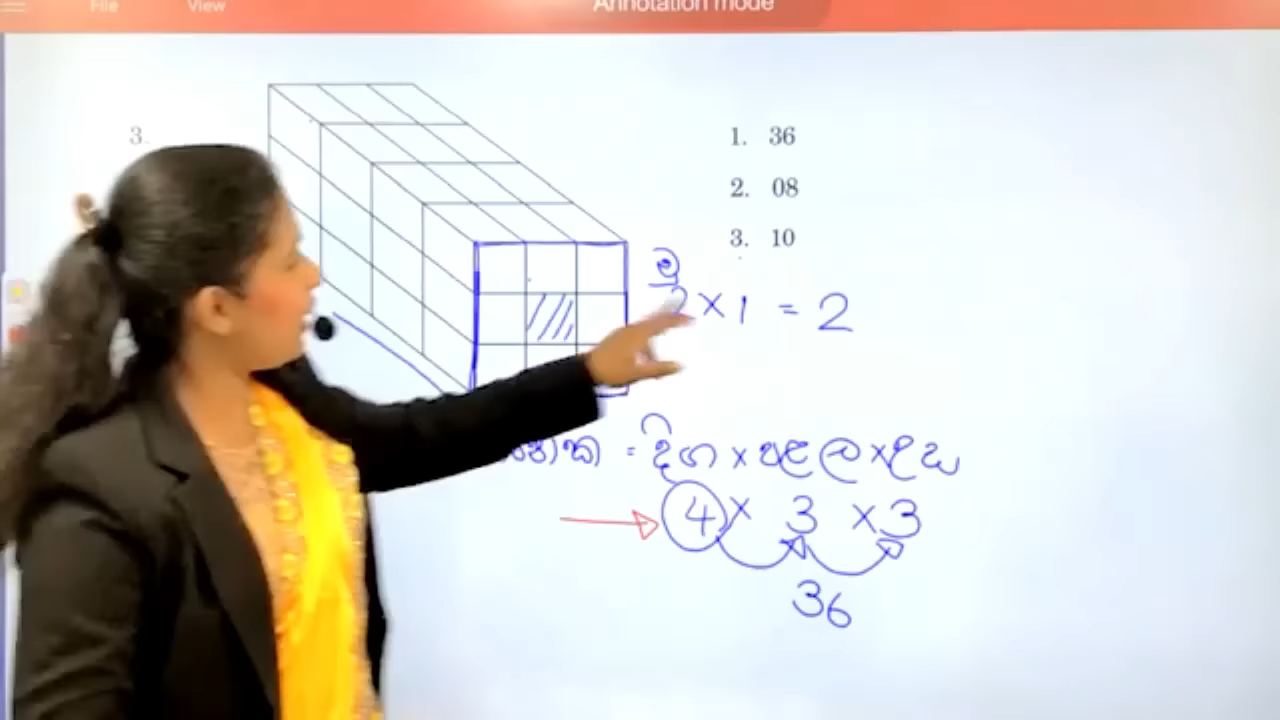 File View Annotation mode
3.
1. 36
2. 08
3. 10
2 × 1 = 2
= දිග × පළල × උස
4 × 3 × 3
36